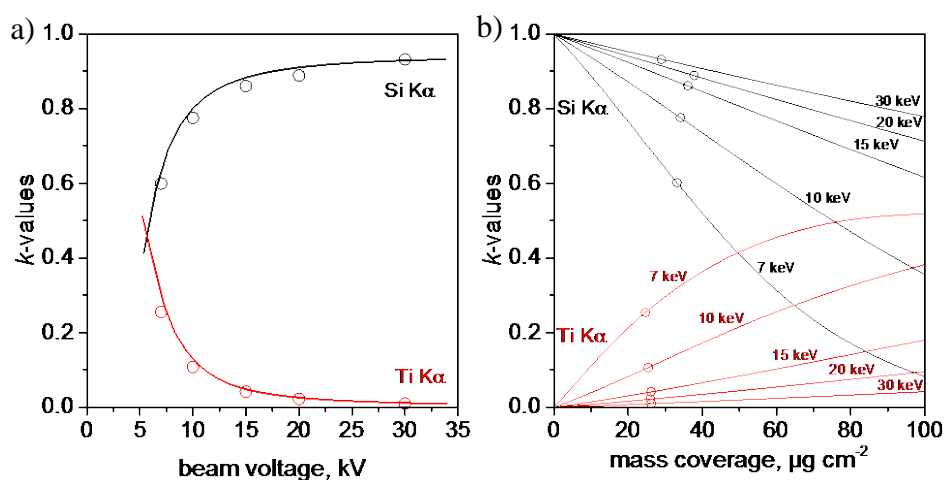 a)
1.0
0.8
0.6
0.4
0.2
0.0
k-values
Si Kα
Ti Kα
0 5 10 15 20 25 30 35
beam voltage, kV
b)
1.0
0.8
0.6
0.4
0.2
0.0
k-values
Si Kα
30 keV
20 keV
15 keV
10 keV
7 keV
7 keV
Ti Kα
10 keV
15 keV
20 keV
30 keV
0 20 40 60 80 100
mass coverage, µg cm-2